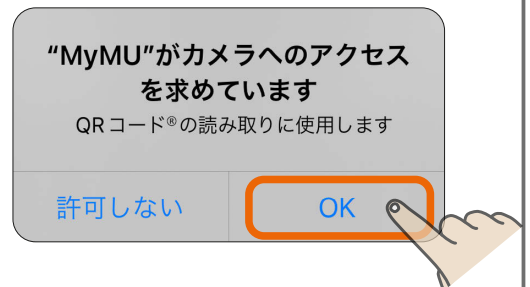 “MyMU”がカメラへのアクセス
を求めています
QRコード®の読み取りに使用します
許可しない
OK